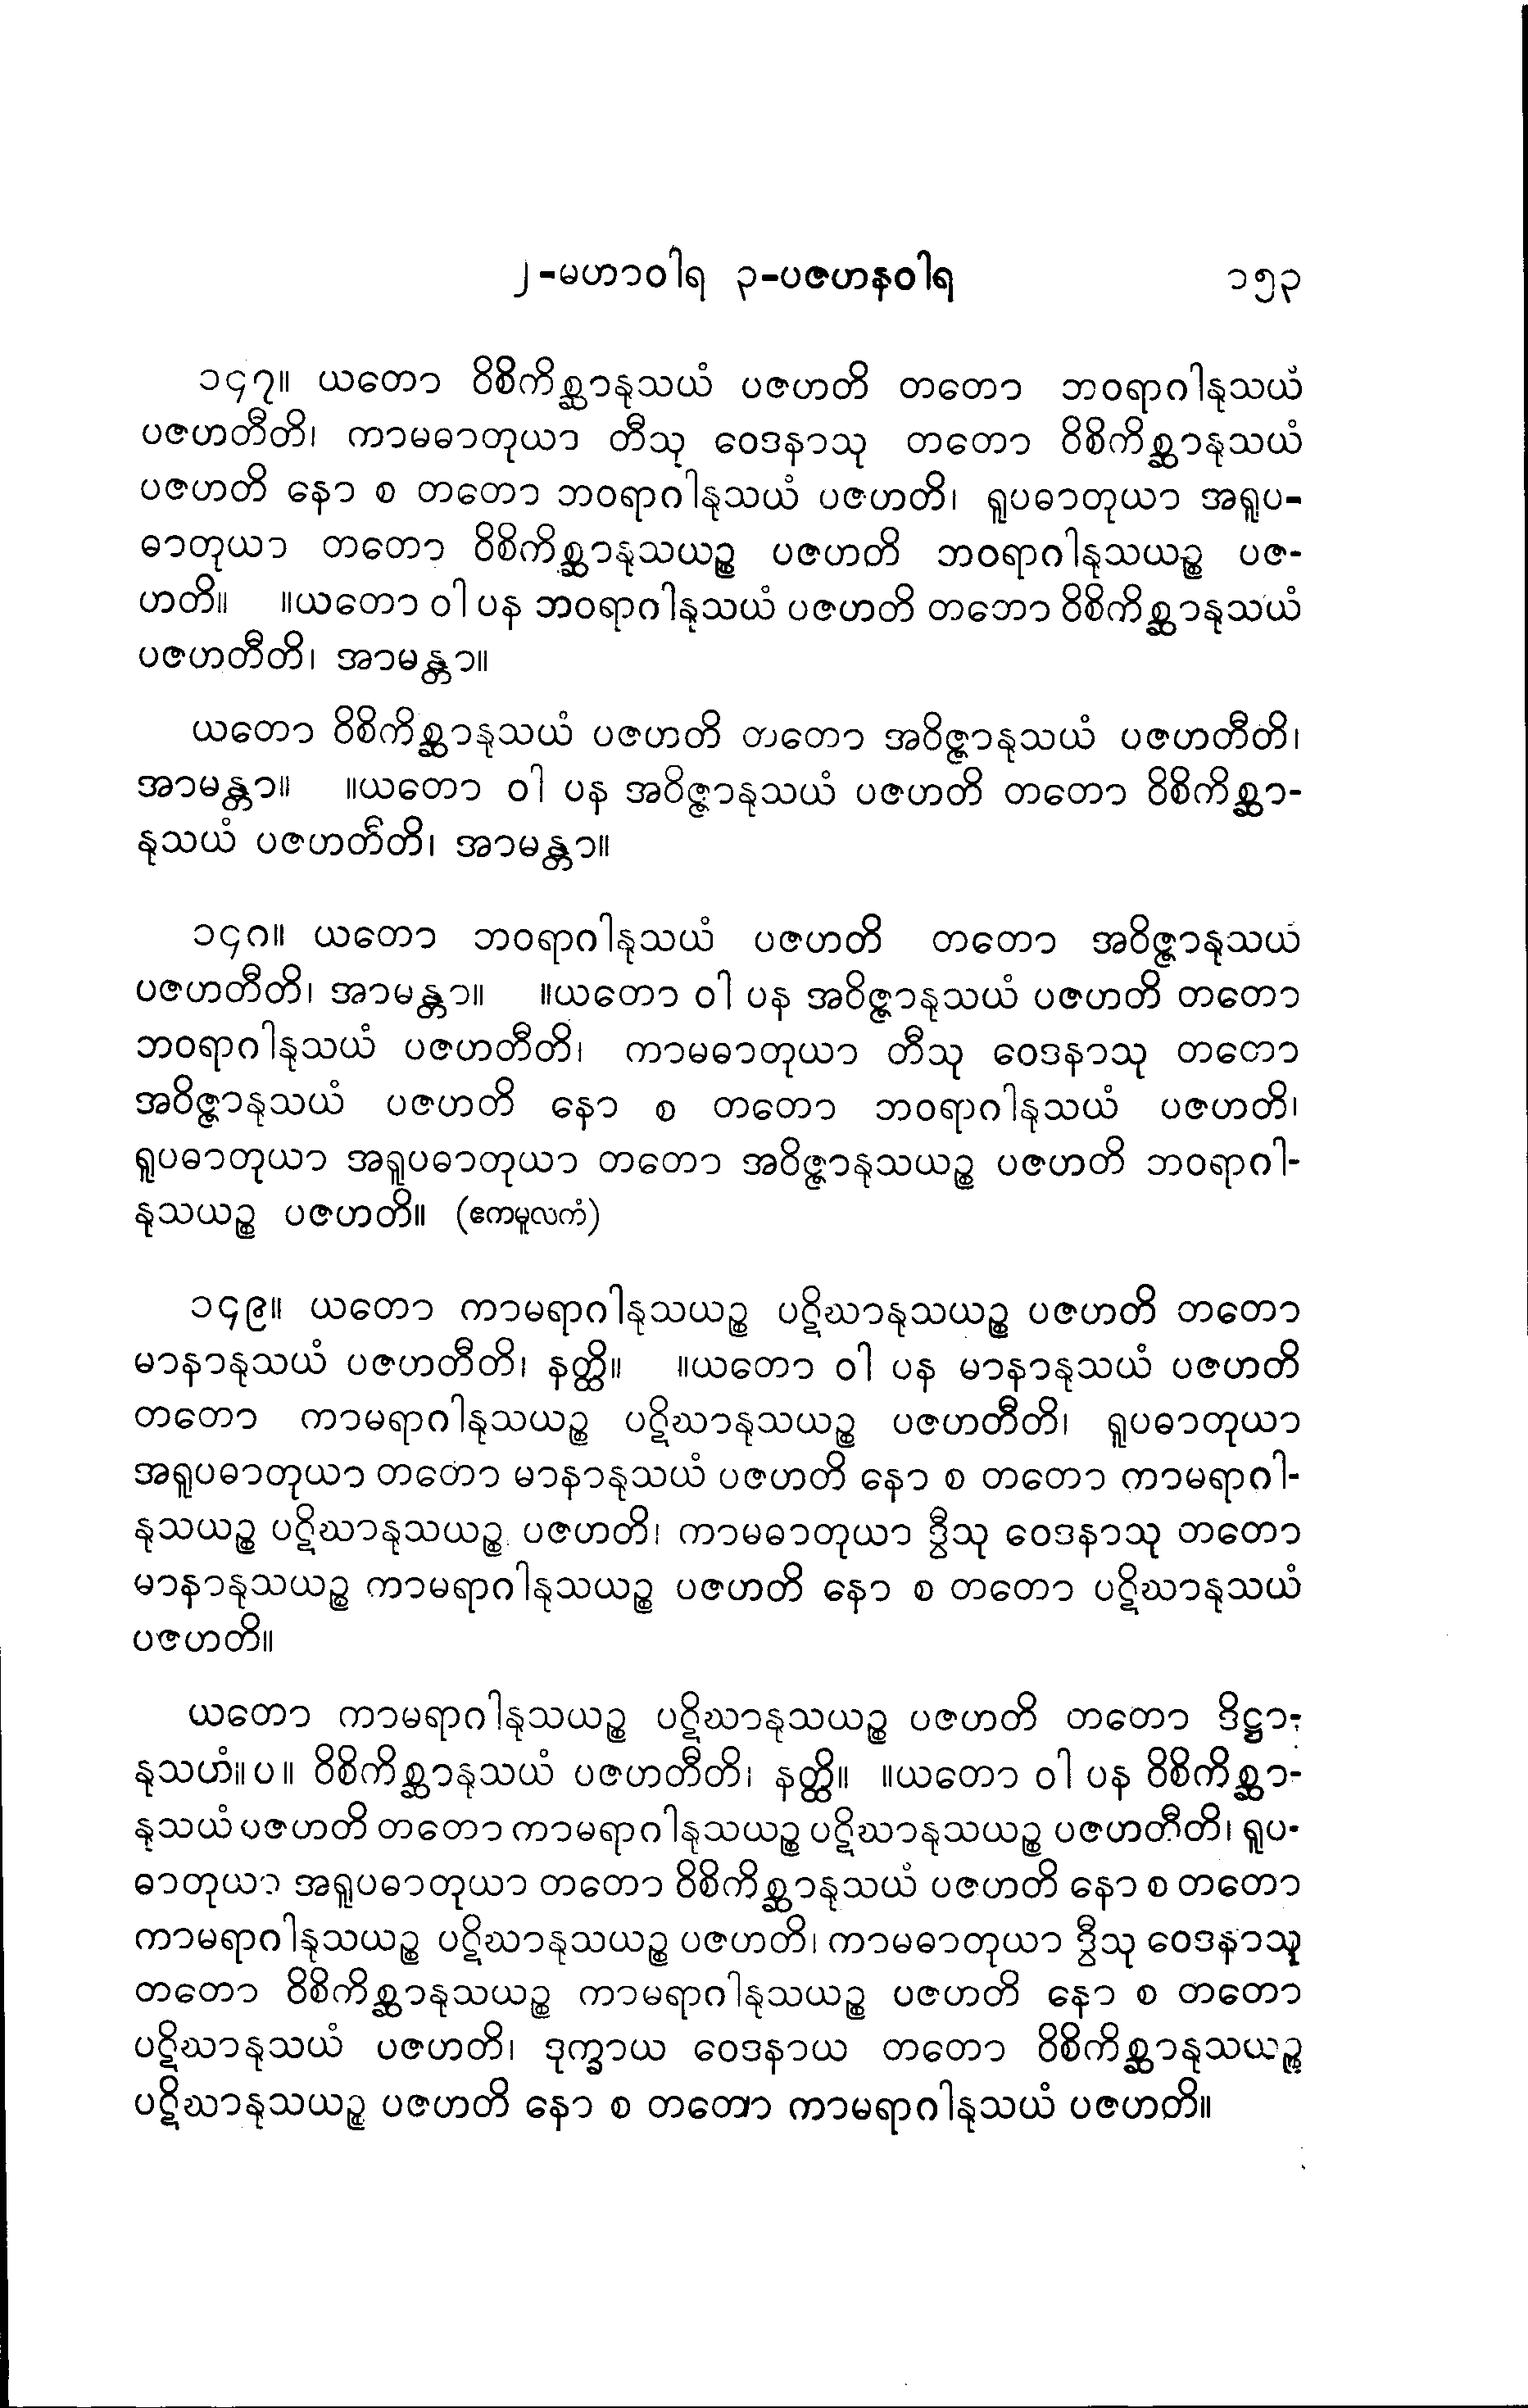 ၂-မဟာဝါရ ၃-ပဇဟနဝါရ ၁၅၃
၁၄၇။ ယတော ဝိစိကိစ္ဆာနုသယံ ပဇဟတိ တတော ဘဝရာဂါနုသယံ
ပဇဟတီတိ၊ ကာမဓာတုယာ တီသု ဝေဒနာသု တတော ဝိစိကိစ္ဆာနုသယံ
ပဇဟတိ နော စ တတော ဘဝရာဂါနုသယံ ပဇဟတိ၊ ရူပဓာတုယာ အရူပ-
ဓာတုယာ တတော ဝိစိကိစ္ဆာနုသယဉ္စ ပဇဟတိ ဘဝရာဂါနုသယဉ္စ ပဇ-
ဟတိ။ ။ယတော ဝါ ပန ဘဝရာဂါနုသယံ ပဇဟတိ တဘော ဝိစိကိစ္ဆာနုသယံ
ပဇဟတီတိ၊ အာမန္တာ။
ယတော ဝိစိကိစ္ဆာနုသယံ ပဇဟတိ တတော အဝိဇ္ဇာနုသယံ ပဇဟတီတိ၊
အာမန္တာ။ ။ယတော ဝါ ပန အဝိဇ္ဇာနုသယံ ပဇဟတိ တတော ဝိစိကိစ္ဆာ-
နုသယံ ပဇဟတီတိ၊ အာမန္တာ။
၁၄၈။ ယတော ဘဝရာဂါနုသယံ ပဇဟတိ တတော အဝိဇ္ဇာနုသယံ
ပဇဟတီတိ၊ အာမန္တာ။ ။ယတော ဝါ ပန အဝိဇ္ဇာနုသယံ ပဇဟတိ တတော
ဘဝရာဂါနုသယံ ပဇဟတီတိ၊ ကာမဓာတုယာ တီသု ဝေဒနာသု တတော
အဝိဇ္ဇာနုသယံ ပဇဟတိ နော စ တတော ဘဝရာဂါနုသယံ ပဇဟတိ၊
ရူပဓာတုယာ အရူပဓာတုယာ တတော အဝိဇ္ဇာနုသယဉ္စ ပဇဟတိ ဘဝရာဂါ-
နုသယဉ္စ ပဇဟတိ။ (ဧကမူလကံ)
၁၄၉။ ယတော ကာမရာဂါနုသယဉ္စ ပဋိဃာနုသယဉ္စ ပဇဟတိ တတော
မာနာနုသယံ ပဇဟတီတိ၊ နတ္ထိ။ ။ယတော ဝါ ပန မာနာနုသယံ ပဇဟတိ
တတော ကာမရာဂါနုသယဉ္စ ပဋိဃာနုသယဉ္စ ပဇဟတီတိ၊ ရူပဓာတုယာ
အရူပဓာတုယာ တတော မာနာနုသယံ ပဇဟတိ နော စ တတော ကာမရာဂါ-
နုသယဉ္စ ပဋိဃာနုသယဉ္စ ပဇဟတိ၊ ကာမဓာတုယာ ဒွီသု ဝေဒနာသု တတော
မာနာနုသယဉ္စ ကာမရာဂါနုသယဉ္စ ပဇဟတိ နော စ တတော ပဋိဃာနုသယံ
ပဇဟတိ။
ယတော ကာမရာဂါနုသယဉ္စ ပဋိဃာနုသယဉ္စ ပဇဟတိ တတော ဒိဋ္ဌာ-
နုသယံ။ပ။ ဝိစိကိစ္ဆာနုသယံ ပဇဟတီတိ၊ နတ္ထိ။ ။ယတော ဝါ ပန ဝိစိကိစ္ဆာ-
နုသယံ ပဇဟတိ တတော ကာမရာဂါနုသယဉ္စ ပဋိဃာနုသယဉ္စ ပဇဟတီတိ၊ ရူပ-
ဓာတုယာ အရူပဓာတုယာ တတော ဝိစိကိစ္ဆာနုသယံ ပဇဟတိ နော စ တတော
ကာမရာဂါနုသယဉ္စ ပဋိဃာနုသယဉ္စ ပဇဟတိ၊ ကာမဓာတုယာ ဒွီသု ဝေဒနာသု
တတော ဝိစိကိစ္ဆာနုသယဉ္စ ကာမရာဂါနုသယဉ္စ ပဇဟတိ နော စ တတော
ပဋိဃာနုသယံ ပဇဟတိ၊ ဒုက္ခာယ ဝေဒနာယ တတော ဝိစိကိစ္ဆာနုသယဉ္စ
ပဋိဃာနုသယဉ္စ ပဇဟတိ နော စ တတော ကာမရာဂါနုသယံ ပဇဟတိ။